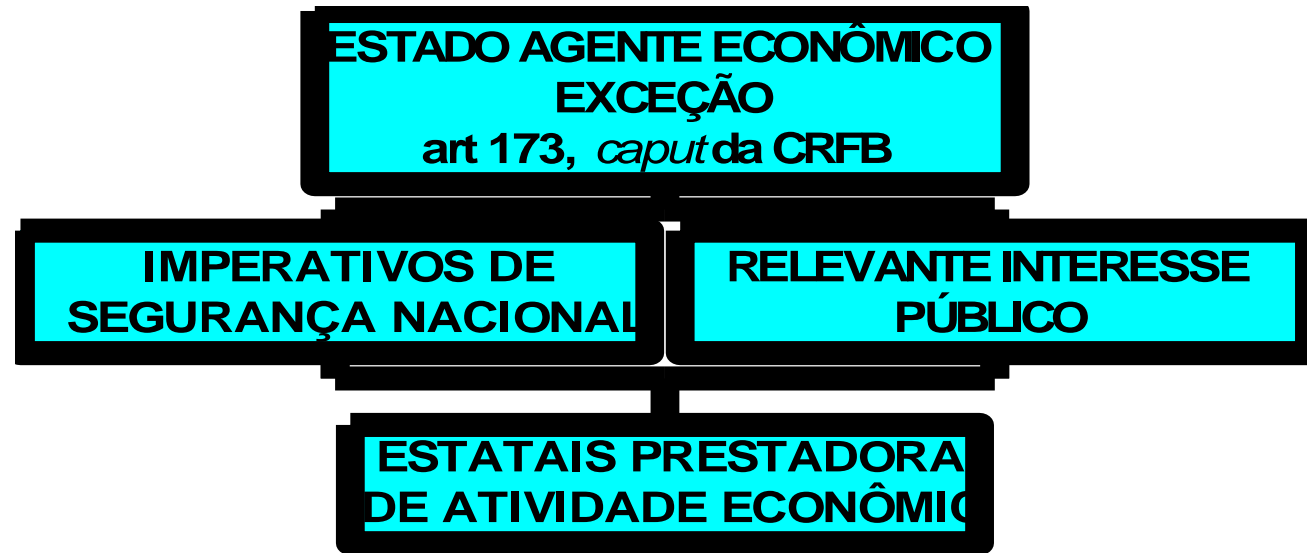 ESTADO AGENTE ECONÔMICO
EXCEÇÃO
art 173, caput da CRFB
IMPERATIVOS DE
SEGURANÇA NACIONAL
RELEVANTE INTERESSE
PÚBLICO
ESTATAIS PRESTADORA
DE ATIVIDADE ECONÔMIC